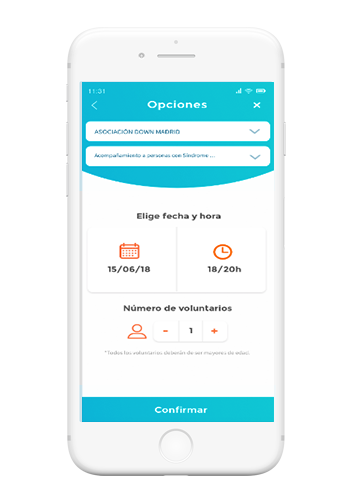 11:31
Opciones
ASOCIACIÓN DOWN MADRID
Acompañamiento a personas con Síndrome ...
Elige fecha y hora
15/06/18
18/20h
Número de voluntarios
- 1 +
*Todos los voluntarios deberán de ser mayores de edad.
Confirmar